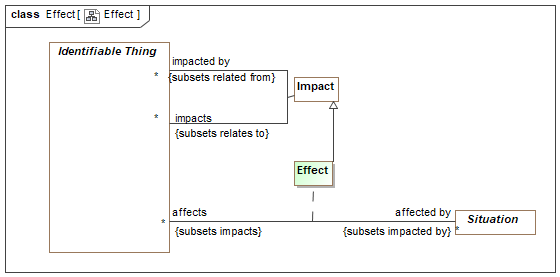 class Effect [ Effect ]
Identifiable Thing
impacted by
* {subsets related from}
Impact
* impacts
{subsets relates to}
Effect
affects affected by
* {subsets impacts} {subsets impacted by} *
Situation